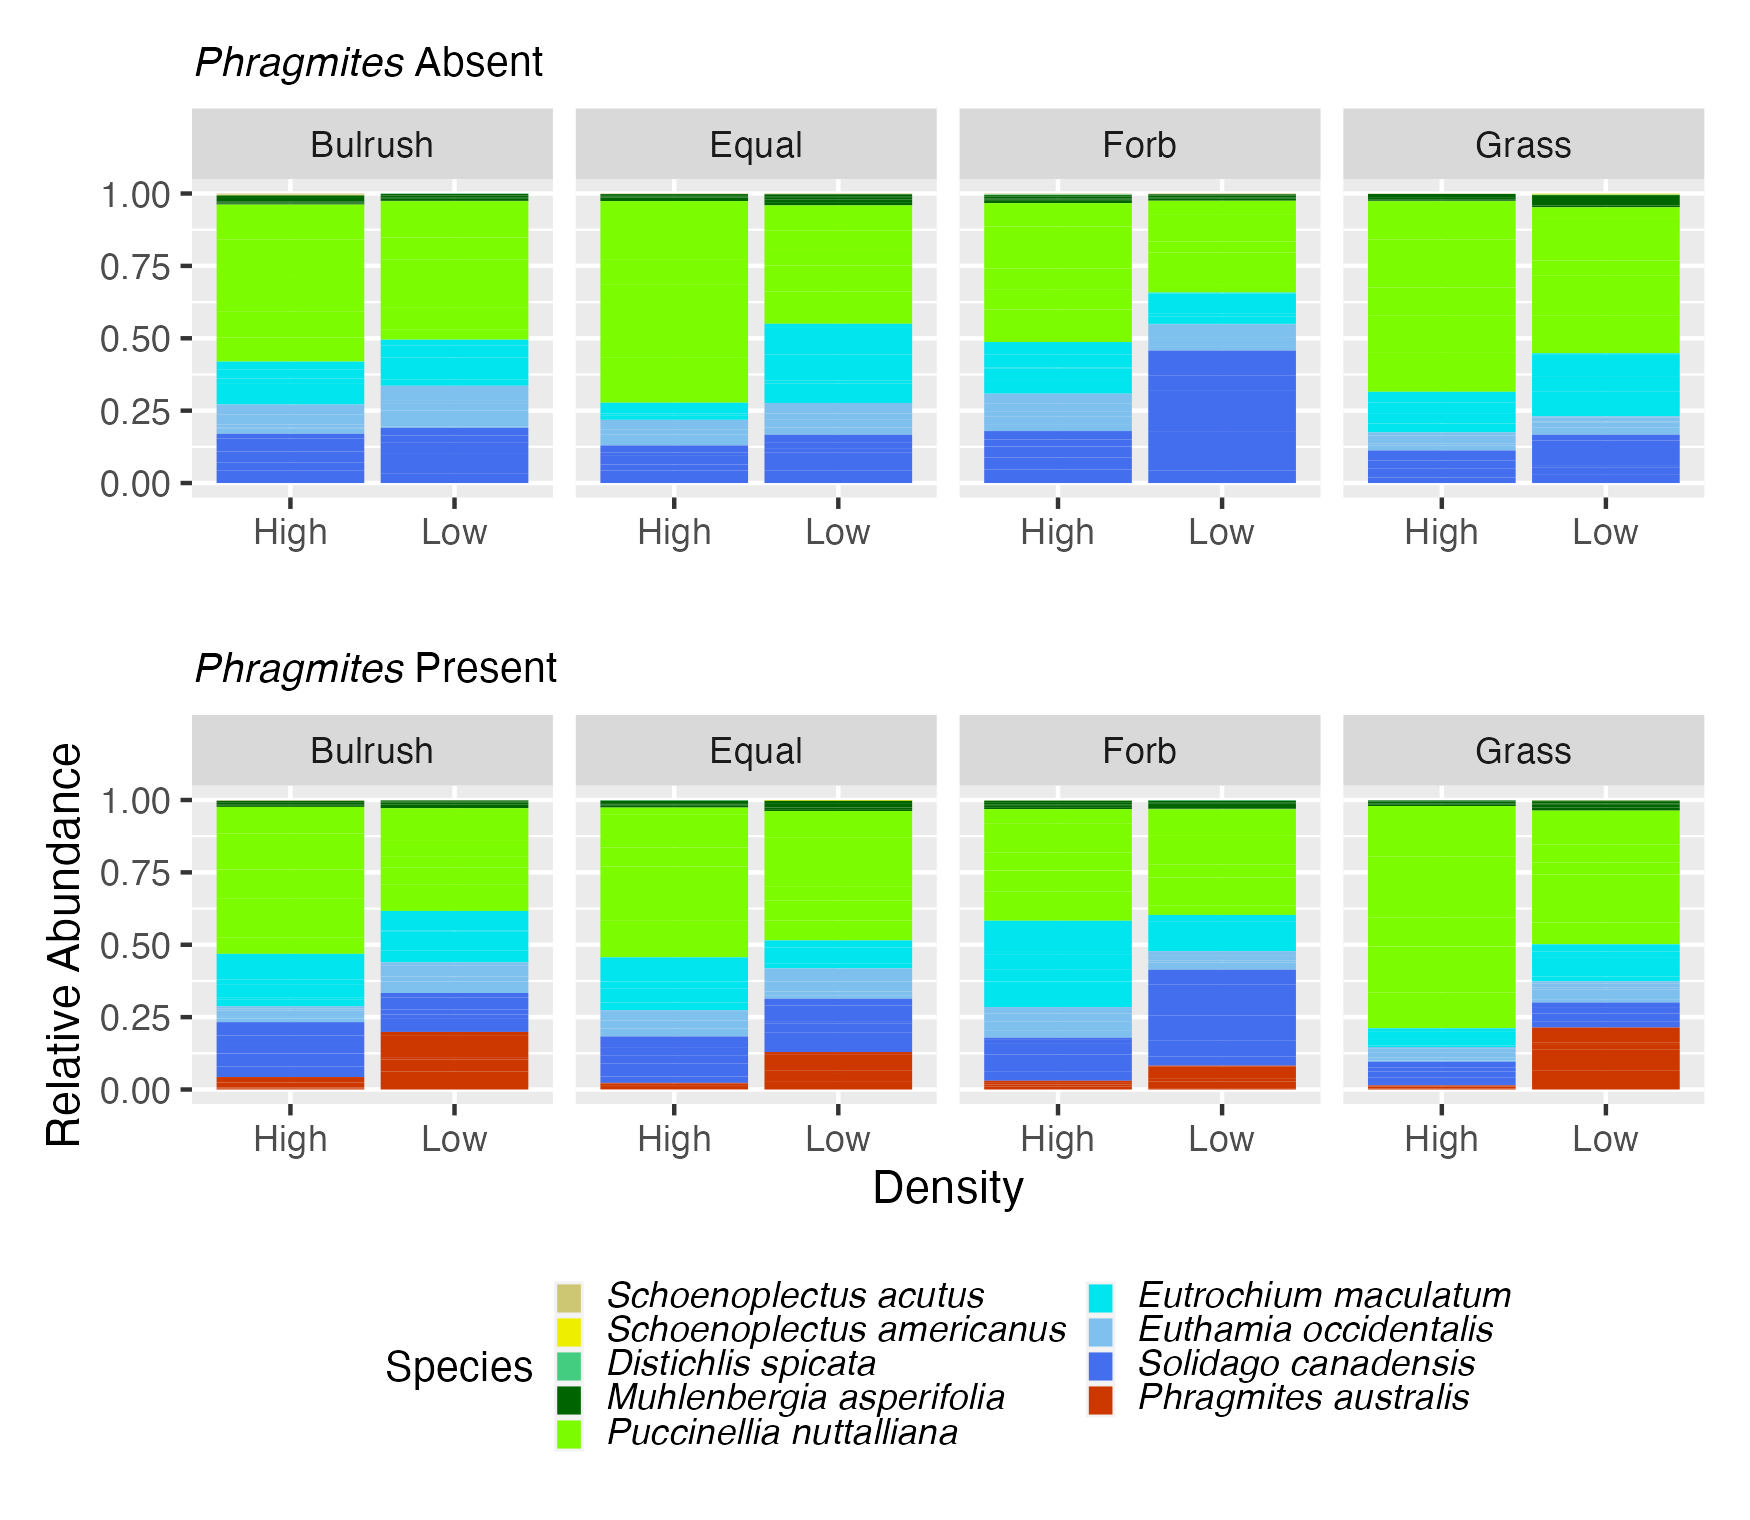 Phragmites Absent
Bulrush Equal Forb Grass
1.00
0.75
0.50
0.25
0.00
High Low High Low High Low High Low
Phragmites Present
Bulrush Equal Forb Grass
Relative Abundance
1.00
0.75
0.50
0.25
0.00
High Low High Low High Low High Low
Density
Species
Schoenoplectus acutus
Schoenoplectus americanus
Distichlis spicata
Muhlenbergia asperifolia
Puccinellia nuttalliana
Eutrochium maculatum
Euthamia occidentalis
Solidago canadensis
Phragmites australis